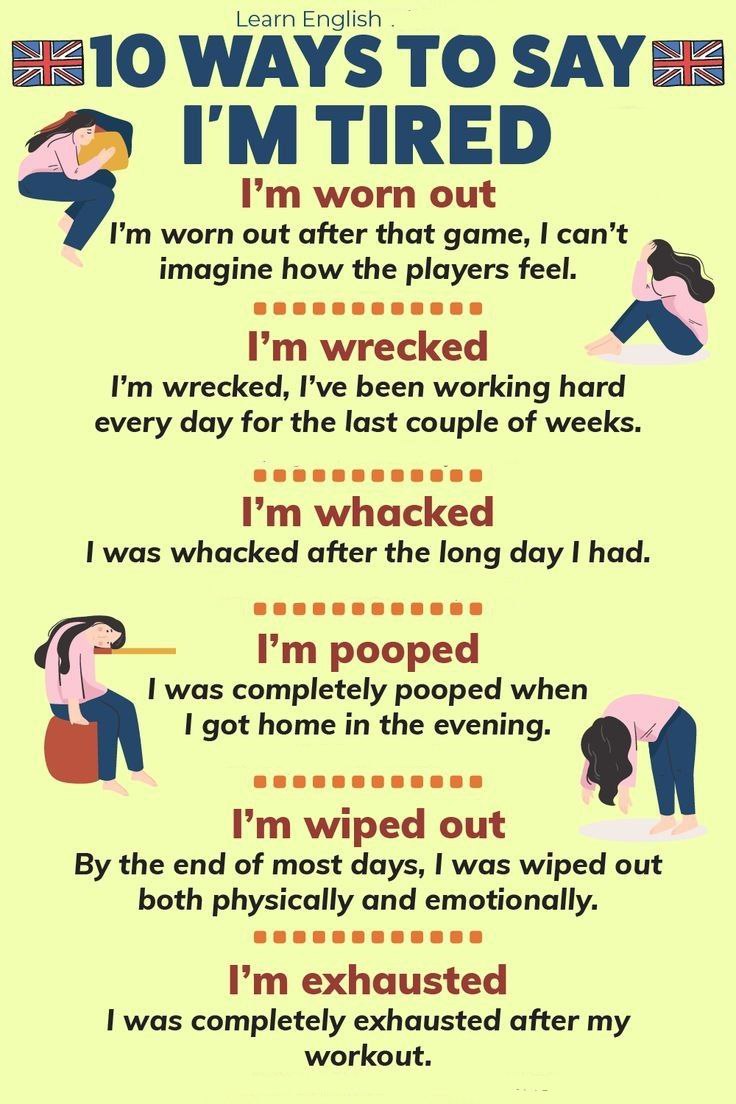 Learn English
10 WAYS TO SAY
I'M TIRED
I'm worn out
I'm worn out after that game, I can't
imagine how the players feel.
I'm wrecked
I'm wrecked, I've been working hard
every day for the last couple of weeks.
I'm whacked
I was whacked after the long day I had.
I'm pooped
I was completely pooped when
I got home in the evening.
I'm wiped out
By the end of most days, I was wiped out
both physically and emotionally.
I'm exhausted
I was completely exhausted after my
workout.